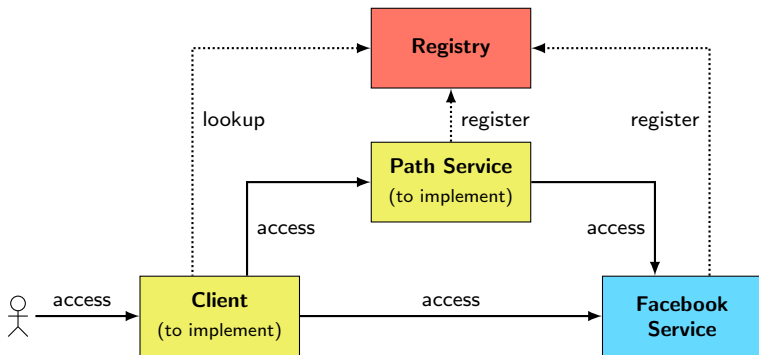 Registry
lookup
register
register
Path Service
(to implement)
access
access
access
Client
(to implement)
access
Facebook
Service